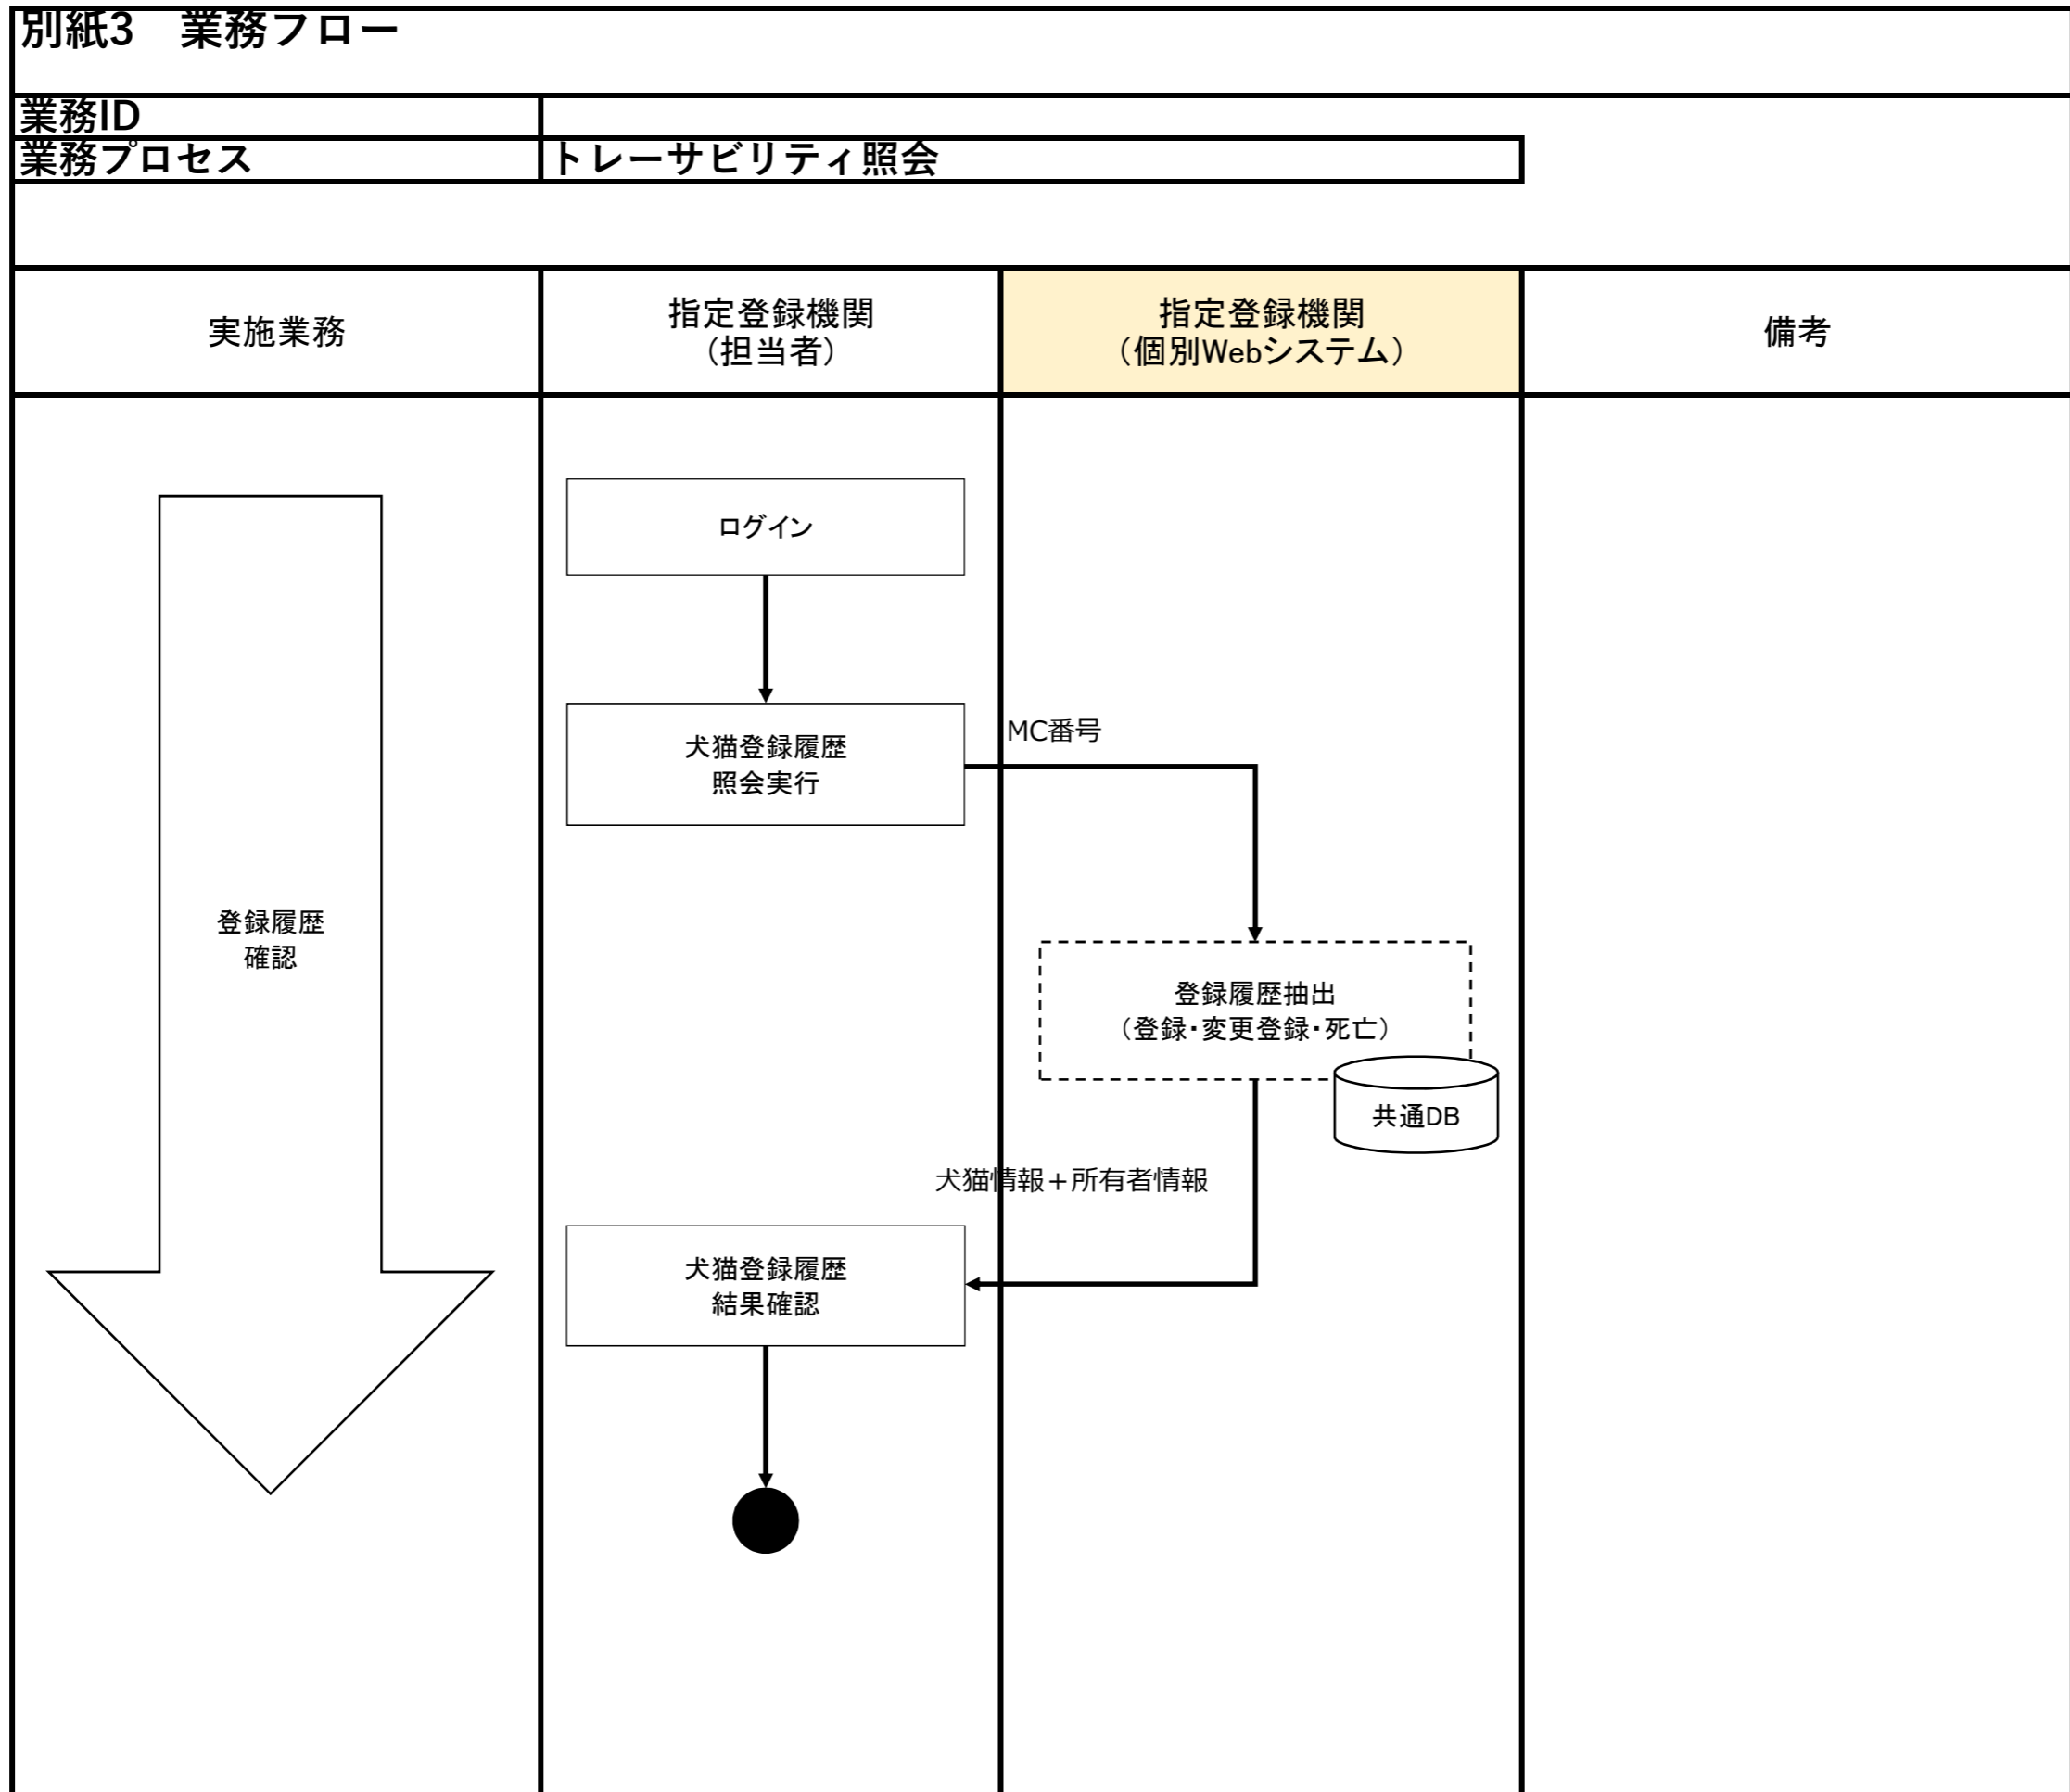 別紙3　業務フロー
業務ID
業務プロセス
トレーサビリティ照会
実施業務
指定登録機関
（担当者）
指定登録機関
（個別Webシステム）
備考
ログイン
犬猫登録履歴
照会実行
MC番号
登録履歴
確認
登録履歴抽出
（登録・変更登録・死亡）
共通DB
犬猫情報＋所有者情報
犬猫登録履歴
結果確認